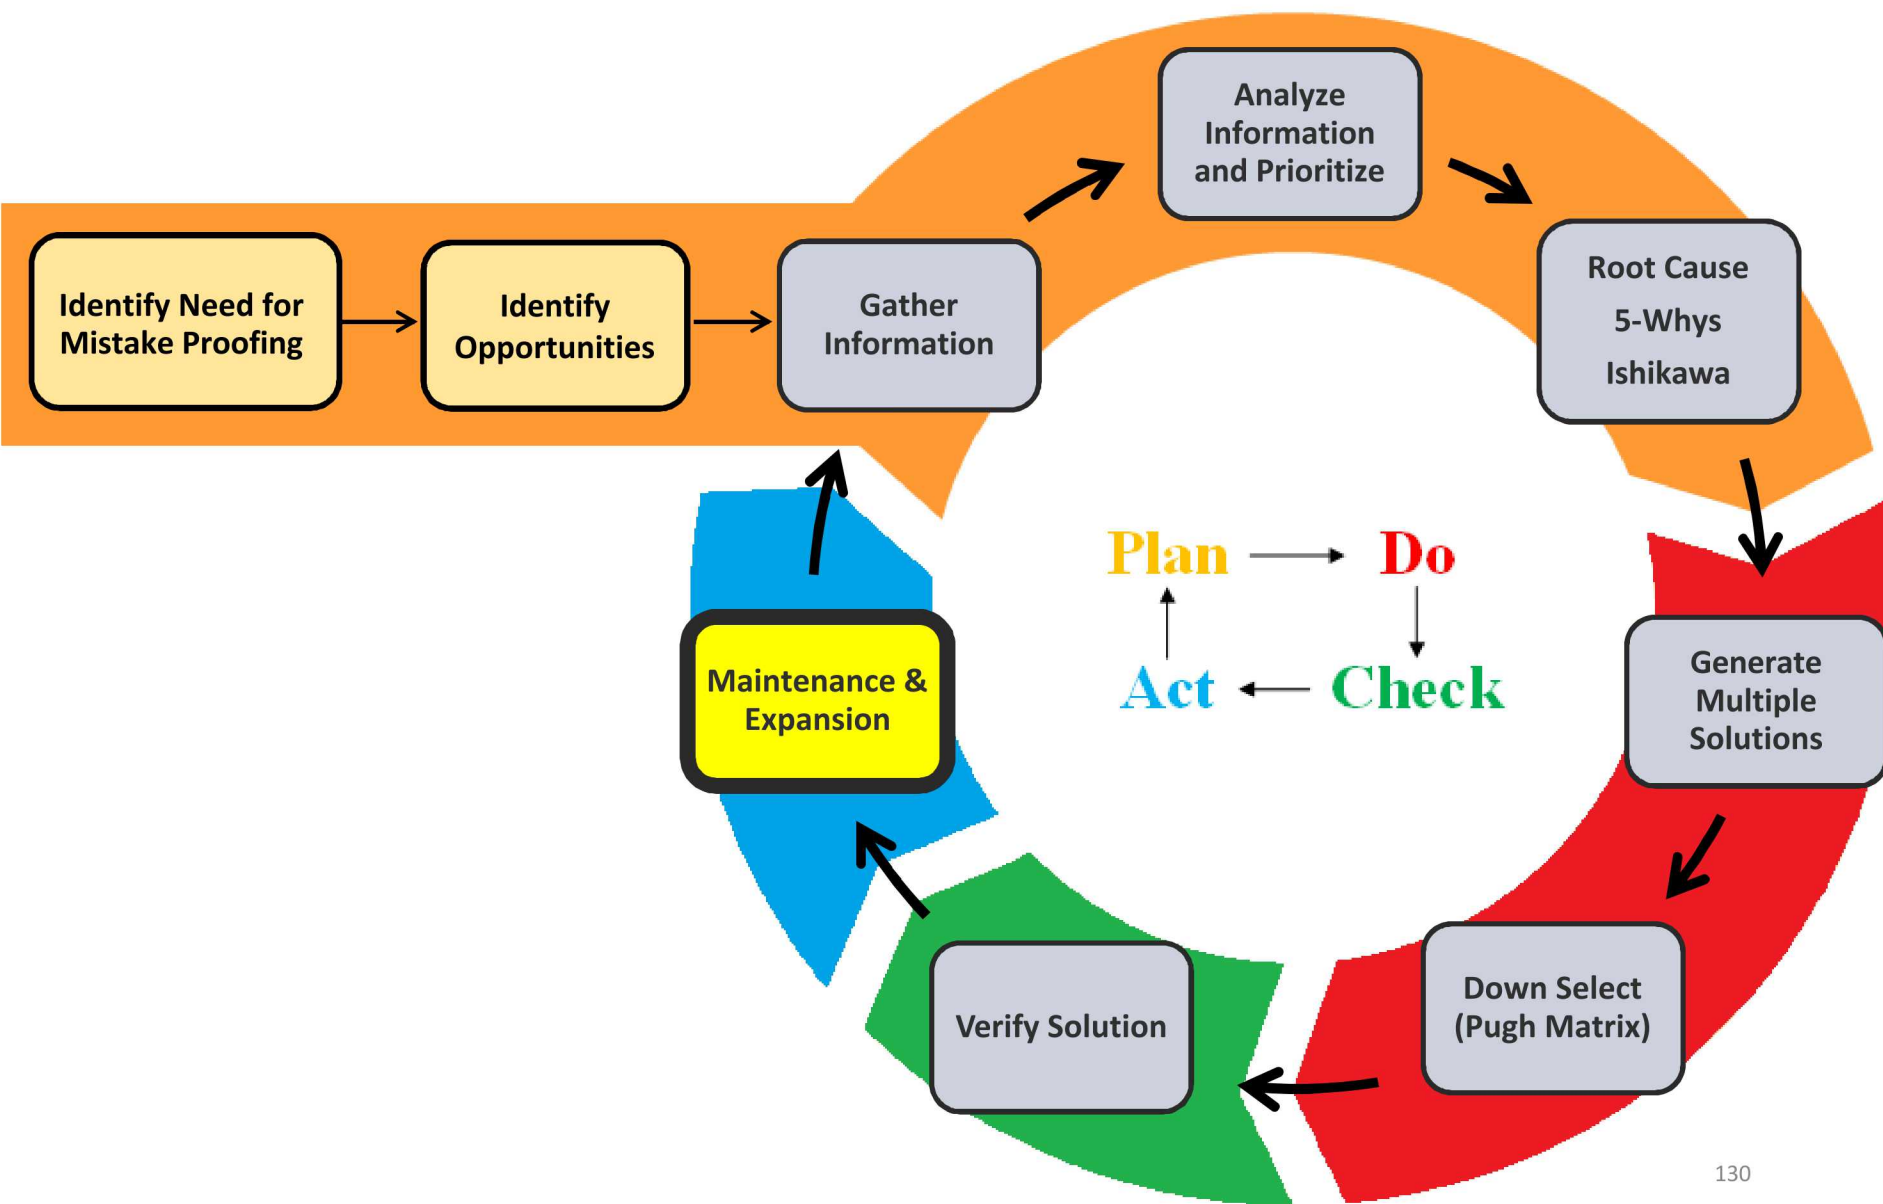 Identify Need for
Mistake Proofing
Identify
Opportunities
Gather
Information
Analyze
Information
and Prioritize
Root Cause
5-Whys
Ishikawa
Generate
Multiple
Solutions
Down Select
(Pugh Matrix)
Verify Solution
Maintenance &
Expansion
Plan
Do
Check
Act
130